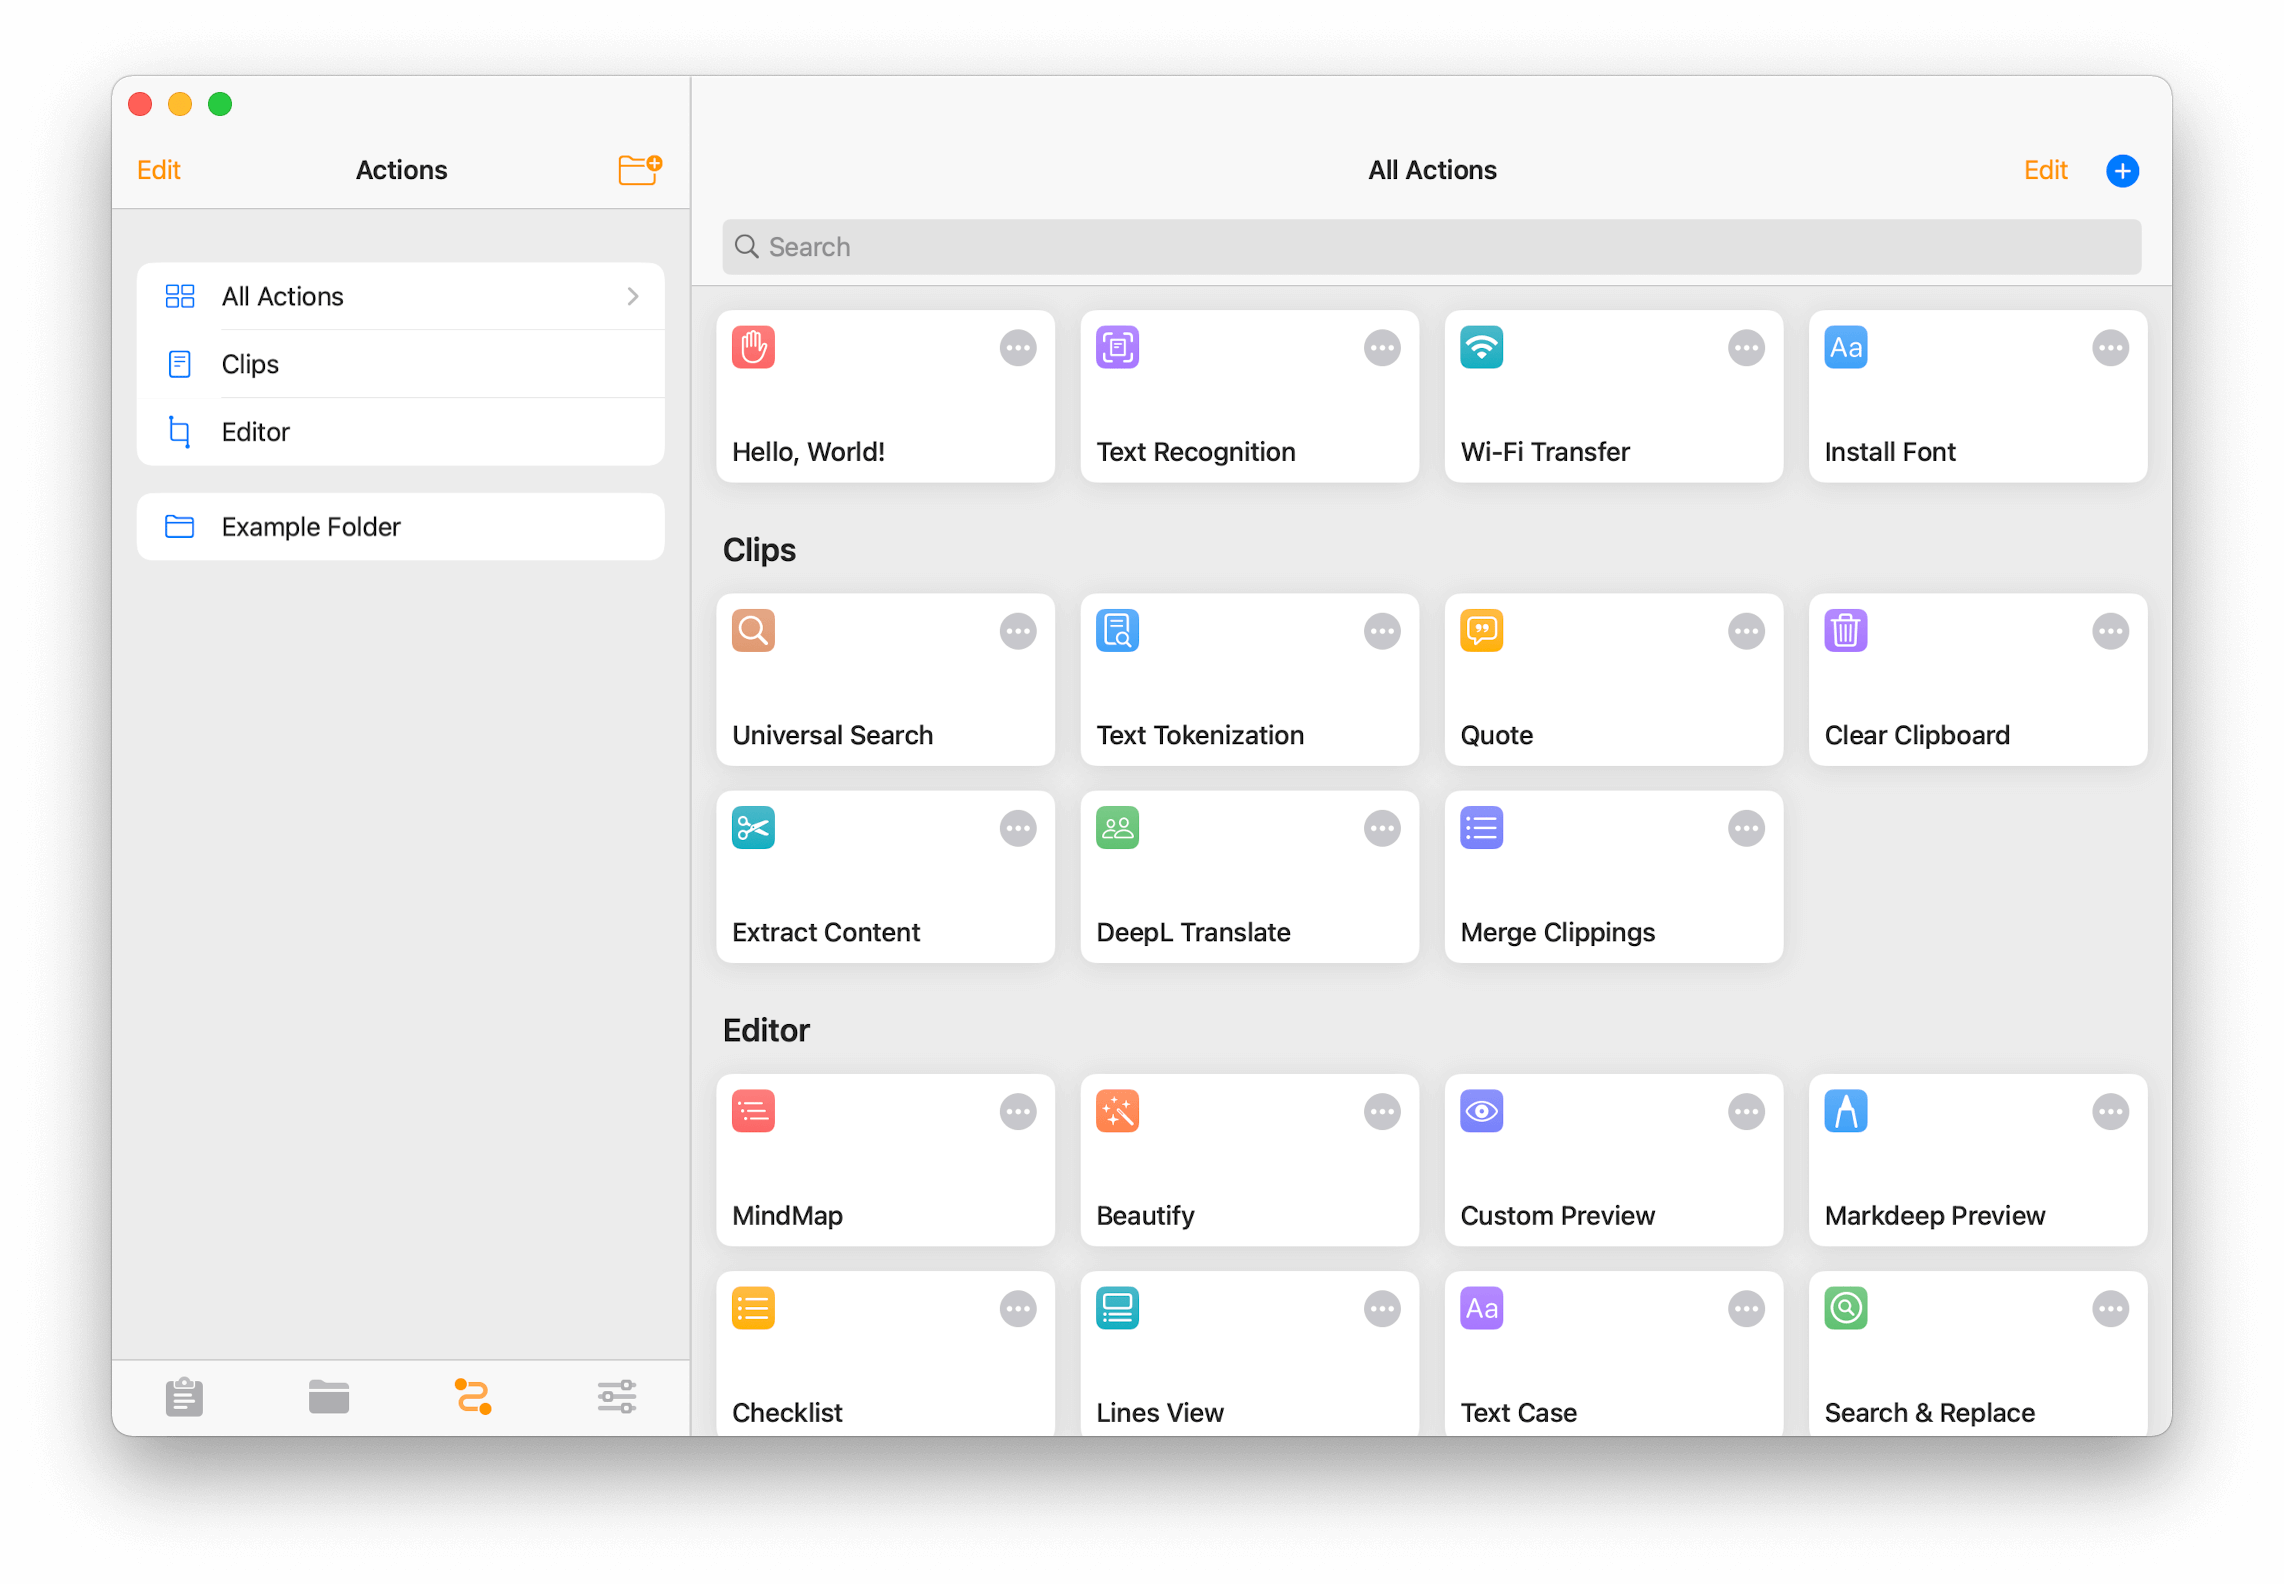 Edit Actions
All Actions
Clips
Editor
Example Folder
All Actions Edit
Search
Hello, World! Text Recognition Wi-Fi Transfer Aa Install Font
Clips
Universal Search Text Tokenization Quote Clear Clipboard
Extract Content DeepL Translate Merge Clippings
Editor
MindMap Beautify Custom Preview Markdeep Preview
Checklist Lines View Aa Text Case Search & Replace